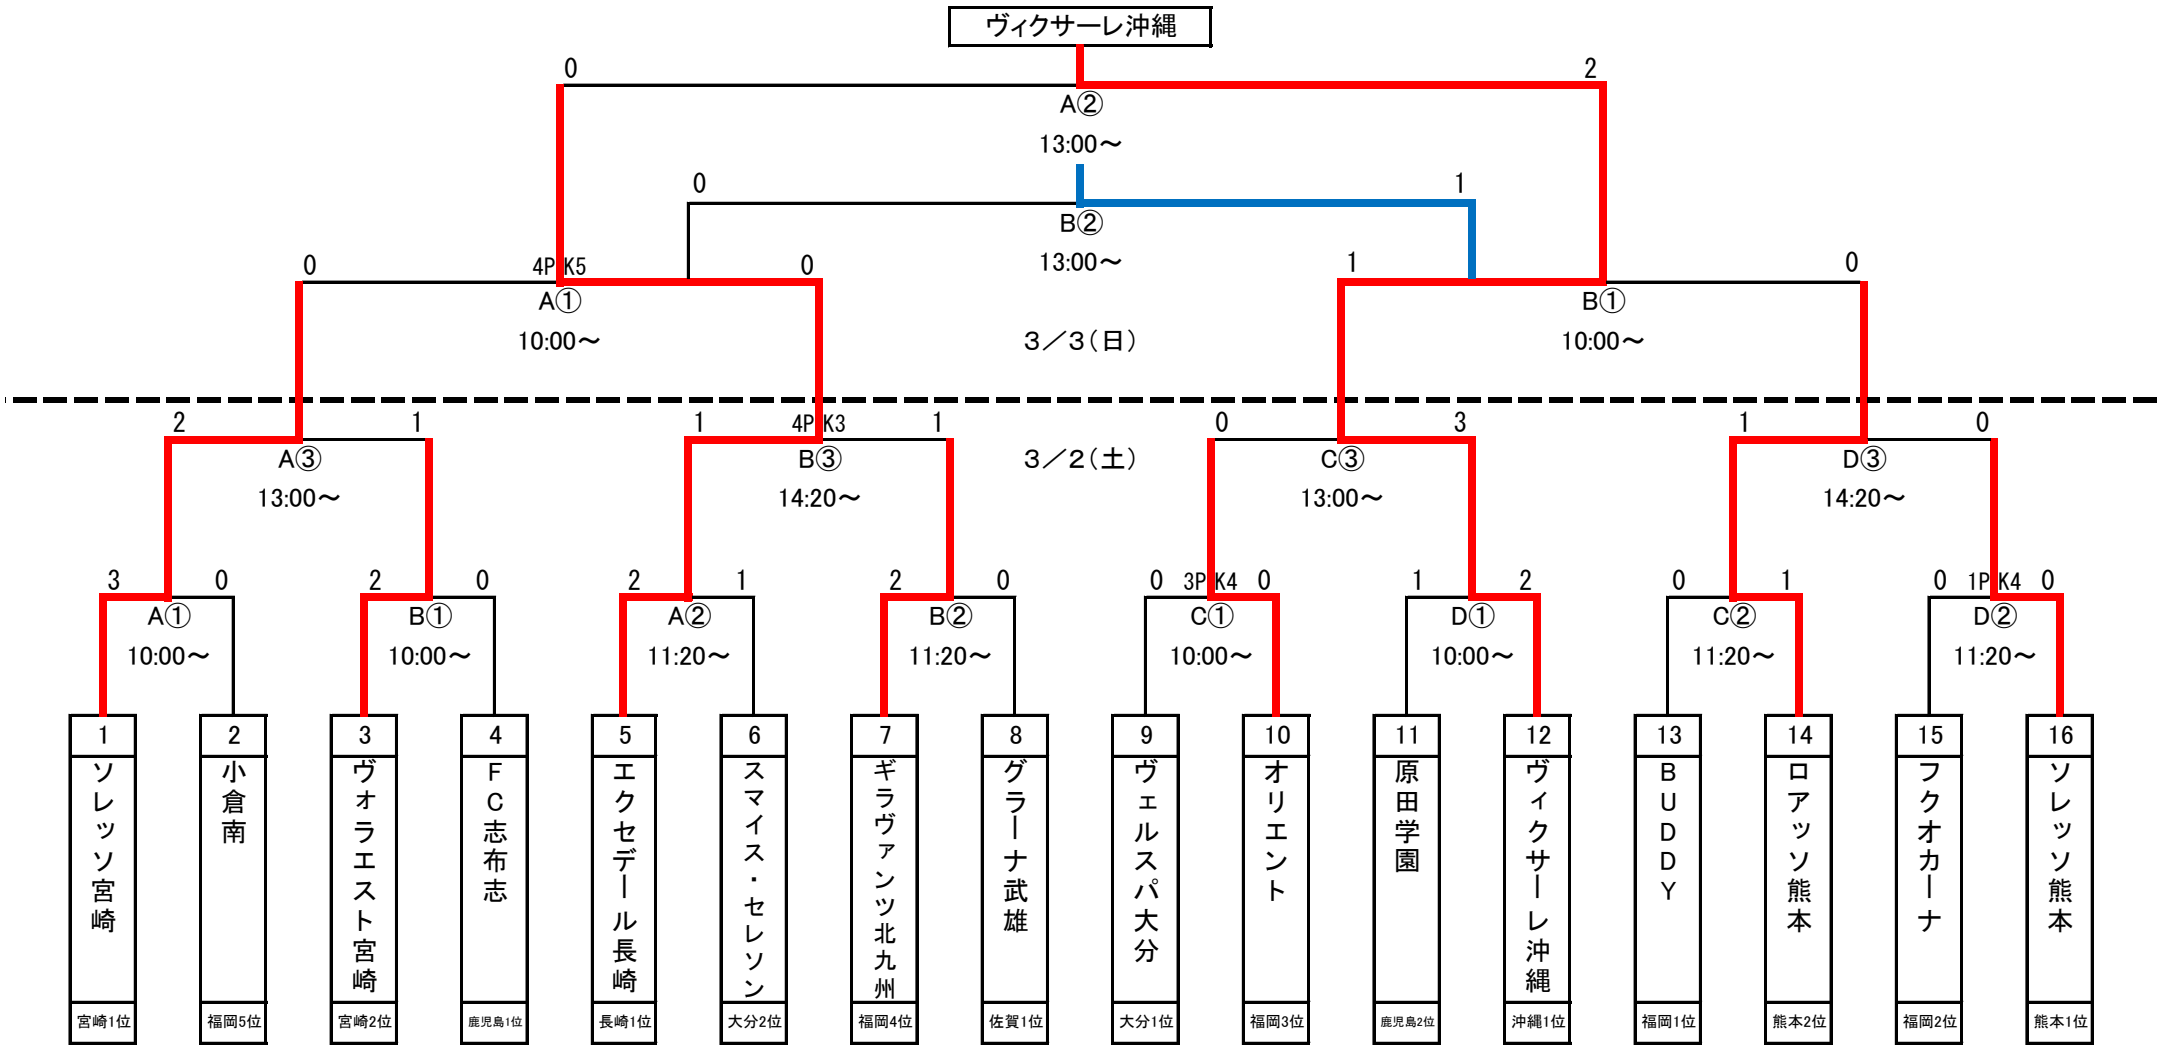 ヴィクサーレ沖縄
0 2
A②
13:00～
0 1
B②
13:00～
0 4PK5 0 1 0
A① B①
10:00～ 3／3(日) 10:00～
2 1 1 4PK3 1 0 3 1 0
A③ B③ 3／2(土) C③ D③
13:00～ 14:20～ 13:00～ 14:20～
3 0 2 0 2 1 2 0 0 3PK4 0 1 2 0 1 0 1PK4 0
A① B① A② B② C① D① C② D②
10:00～ 10:00～ 11:20～ 11:20～ 10:00～ 10:00～ 11:20～ 11:20～
1 2 3 4 5 6 7 8 9 10 11 12 13 14 15 16
ソレッソ宮崎
小倉南
ヴォラエスト宮崎
FC志布志
エクセデール長崎
スマイス・セレソン
ギラヴァンツ北九州
グラーナ武雄
ヴェルスパ大分
オリエント
原田学園
ヴィクサーレ沖縄
BUDDY
ロアッソ熊本
フクオカーナ
ソレッソ熊本
宮崎1位 福岡5位 宮崎2位 鹿児島1位 長崎1位 大分2位 福岡4位 佐賀1位 大分1位 福岡3位 鹿児島2位 沖縄1位 福岡1位 熊本2位 福岡2位 熊本1位